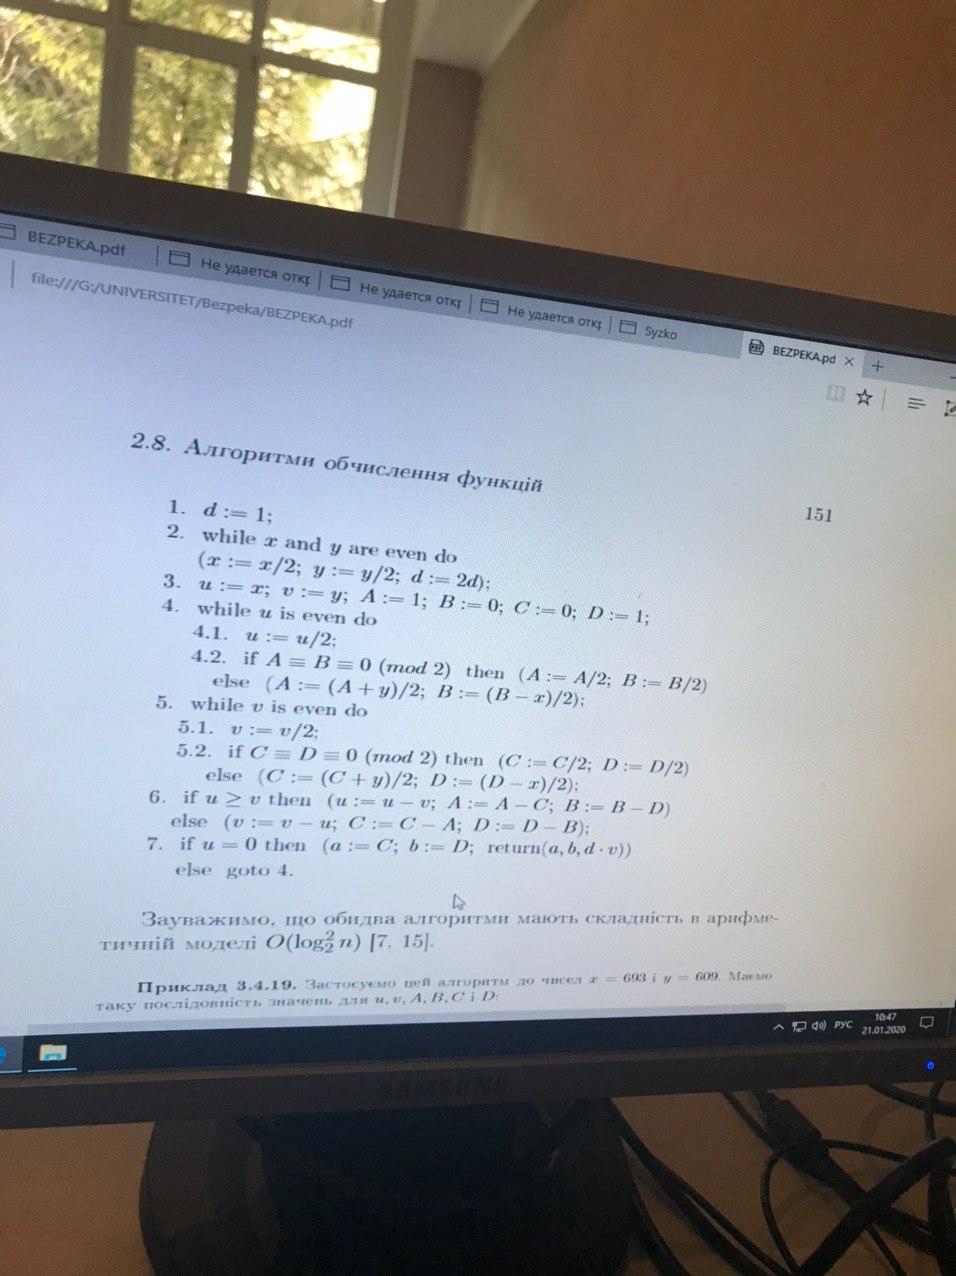 BEZPEKA.pdf
Не удается откр
Не удается откр
Не удается откр
Syzko
BEZPEKA.pd
file:///G:/UNIVERSITET/Bezpeka/BEZPEKA.pdf
2.8. Алгоритми обчислення функцій
151
1. d := 1;
2. while x and y are even do
(x := x/2; y := y/2; d := 2d);
3. u := x; v := y; A := 1; B := 0; C := 0; D := 1;
4. while u is even do
4.1. u := u/2;
4.2. if A ≡ B ≡ 0 (mod 2) then (A := A/2; B := B/2)
else (A := (A + y)/2; B := (B − x)/2);
5. while v is even do
5.1. v := v/2;
5.2. if C ≡ D ≡ 0 (mod 2) then (C := C/2; D := D/2)
else (C := (C + y)/2; D := (D − x)/2);
6. if u ≥ v then (u := u − v; A := A − C; B := B − D)
else (v := v − u; C := C − A; D := D − B);
7. if u = 0 then (a := C; b := D; return(a, b, d · v))
else goto 4.
Зауважимо, що обидва алгоритми мають складність в арифме-
тичній моделі O(log₂² n) [7, 15].
Приклад 3.4.19. Застосуємо цей алгоритм до чисел x = 693 і y = 609. Маємо
таку послідовність значень для u, v, A, B, C і D:
РУС
10:47
21.01.2020
SAMSUNG